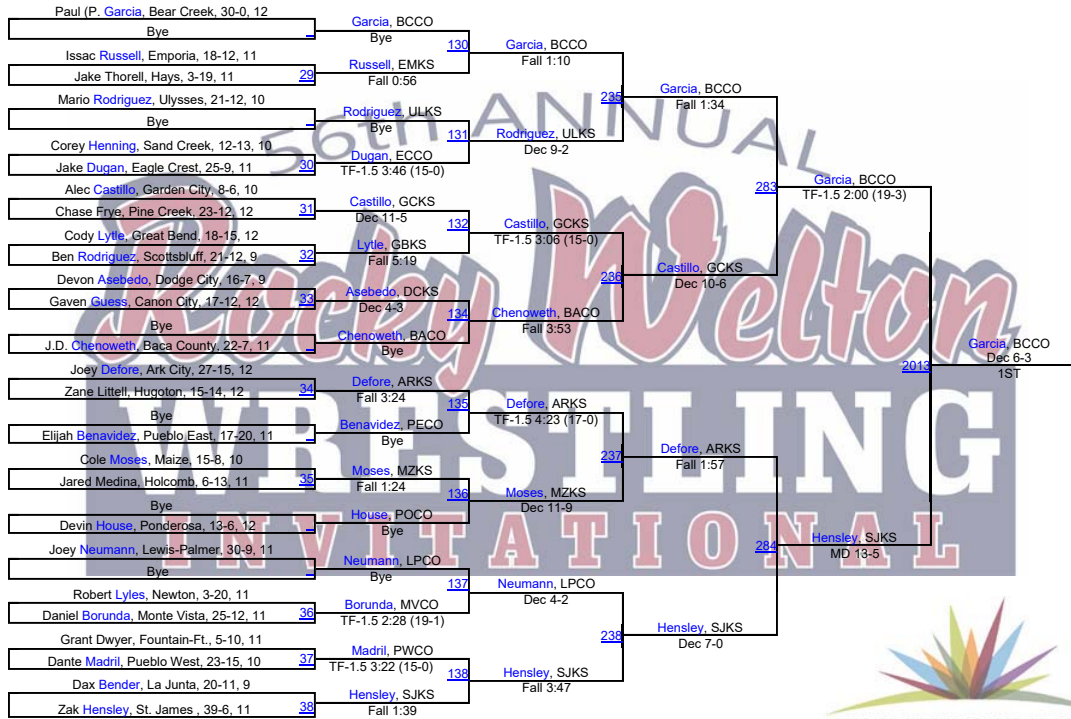 Paul (P. Garcia, Bear Creek, 30-0, 12
Bye
Issac Russell, Emporia, 18-12, 11
Jake Thorell, Hays, 3-19, 11
29
Mario Rodriguez, Ulysses, 21-12, 10
Bye
Corey Henning, Sand Creek, 12-13, 10
Jake Dugan, Eagle Crest, 25-9, 11
30
Alec Castillo, Garden City, 8-6, 10
Chase Frye, Pine Creek, 23-12, 12
31
Cody Lytle, Great Bend, 18-15, 12
Ben Rodriguez, Scottsbluff, 21-12, 9
32
Devon Asebedo, Dodge City, 16-7, 9
Gaven Guess, Canon City, 17-12, 12
33
Bye
J.D. Chenoweth, Baca County, 22-7, 11
Joey Defore, Ark City, 27-15, 12
Zane Littell, Hugoton, 15-14, 12
34
Bye
Elijah Benavidez, Pueblo East, 17-20, 11
Cole Moses, Maize, 15-8, 10
Jared Medina, Holcomb, 6-13, 11
35
Bye
Devin House, Ponderosa, 13-6, 12
Joey Neumann, Lewis-Palmer, 30-9, 11
Bye
Robert Lyles, Newton, 3-20, 11
Daniel Borunda, Monte Vista, 25-12, 11
36
Grant Dwyer, Fountain-Ft., 5-10, 11
Dante Madril, Pueblo West, 23-15, 10
37
Dax Bender, La Junta, 20-11, 9
Zak Hensley, St. James , 39-6, 11
38
Garcia, BCCO
Bye
130
Russell, EMKS
Fall 0:56
Rodriguez, ULKS
Bye
131
Dugan, ECCO
TF-1.5 3:46 (15-0)
Castillo, GCKS
Dec 11-5
132
Lytle, GBKS
Fall 5:19
Asebedo, DCKS
Dec 4-3
134
Chenoweth, BACO
Bye
Defore, ARKS
Fall 3:24
135
Benavidez, PECO
Bye
Moses, MZKS
Fall 1:24
136
House, POCO
Bye
Neumann, LPCO
Bye
137
Borunda, MVCO
TF-1.5 2:28 (19-1)
Madril, PWCO
TF-1.5 3:22 (15-0)
138
Hensley, SJKS
Fall 1:39
Garcia, BCCO
Fall 1:10
235
Rodriguez, ULKS
Dec 9-2
Castillo, GCKS
TF-1.5 3:06 (15-0)
236
Chenoweth, BACO
Fall 3:53
Defore, ARKS
TF-1.5 4:23 (17-0)
237
Moses, MZKS
Dec 11-9
Neumann, LPCO
Dec 4-2
238
Hensley, SJKS
Fall 3:47
Garcia, BCCO
Fall 1:34
283
Castillo, GCKS
Dec 10-6
Defore, ARKS
Fall 1:57
284
Hensley, SJKS
Dec 7-0
Garcia, BCCO
TF-1.5 2:00 (19-3)
2013
Hensley, SJKS
MD 13-5
Garcia, BCCO
Dec 6-3
1ST
56th ANNUAL
Rocky Welton
WRESTLING
INVITATIONAL